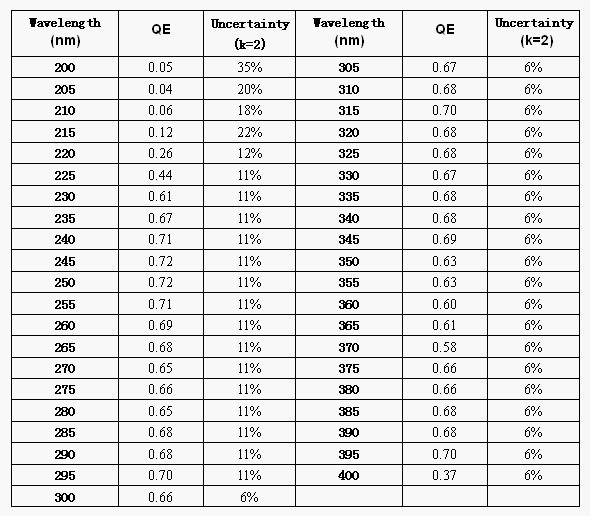 Wavelength (nm) QE Uncertainty (k=2) Wavelength (nm) QE Uncertainty (k=2)
200 0.05 35% 305 0.67 6%
205 0.04 20% 310 0.68 6%
210 0.06 18% 315 0.70 6%
215 0.12 22% 320 0.68 6%
220 0.26 12% 325 0.68 6%
225 0.44 11% 330 0.67 6%
230 0.61 11% 335 0.68 6%
235 0.67 11% 340 0.68 6%
240 0.71 11% 345 0.69 6%
245 0.72 11% 350 0.63 6%
250 0.72 11% 355 0.63 6%
255 0.71 11% 360 0.60 6%
260 0.69 11% 365 0.61 6%
265 0.68 11% 370 0.58 6%
270 0.65 11% 375 0.66 6%
275 0.66 11% 380 0.66 6%
280 0.65 11% 385 0.68 6%
285 0.68 11% 390 0.68 6%
290 0.68 11% 395 0.70 6%
295 0.70 11% 400 0.37 6%
300 0.66 6%